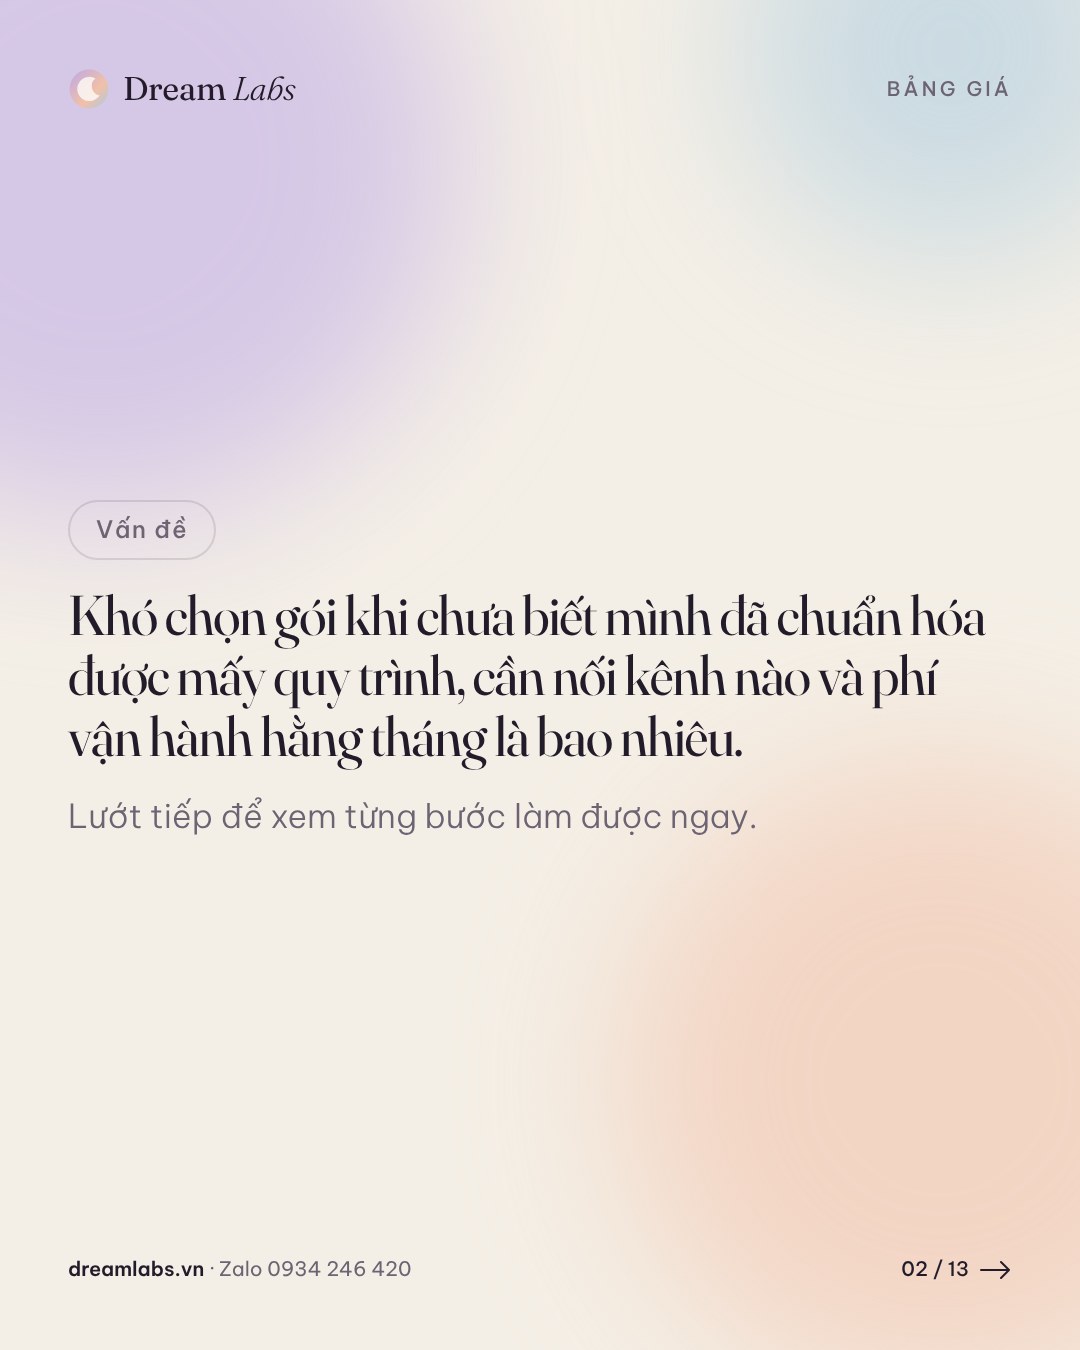 Dream Labs
BẢNG GIÁ
Vấn đề
Khó chọn gói khi chưa biết mình đã chuẩn hóa
được mấy quy trình, cần nối kênh nào và phí
vận hành hằng tháng là bao nhiêu.
Lướt tiếp để xem từng bước làm được ngay.
dreamlabs.vn · Zalo 0934 246 420
02 / 13 →